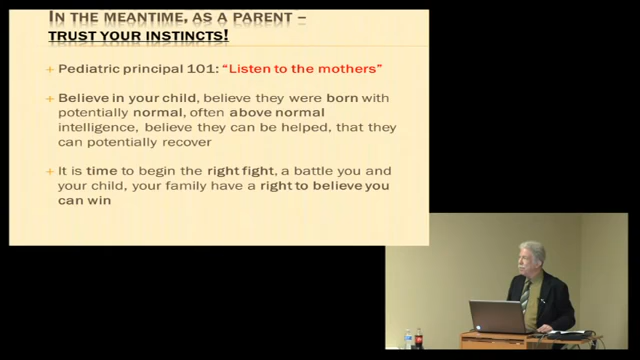 IN THE MEANTIME, AS A PARENT –
TRUST YOUR INSTINCTS!
+ Pediatric principal 101: “Listen to the mothers”
+ Believe in your child, believe they were born with
potentially normal, often above normal
intelligence, believe they can be helped, that they
can potentially recover
+ It is time to begin the right fight, a battle you and
your child, your family have a right to believe you
can win